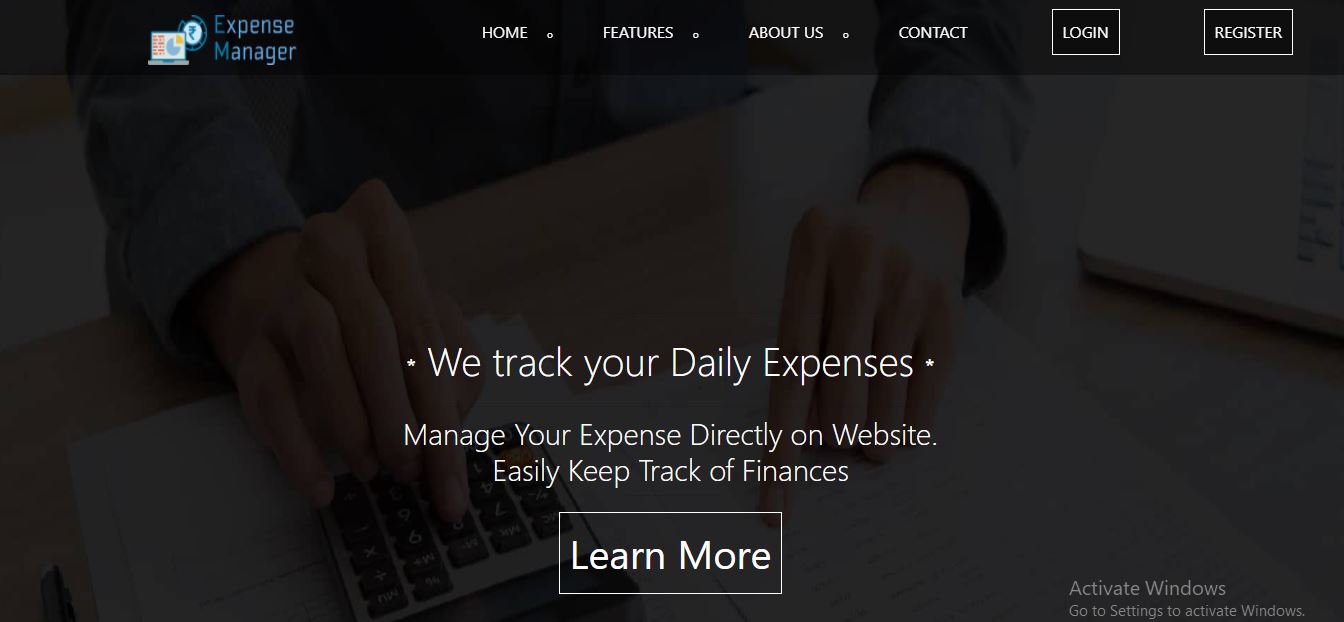 Expense
Manager
HOME o FEATURES o ABOUT US o CONTACT LOGIN REGISTER
* We track your Daily Expenses *
Manage Your Expense Directly on Website.
Easily Keep Track of Finances
Learn More
Activate Windows
Go to Settings to activate Windows.